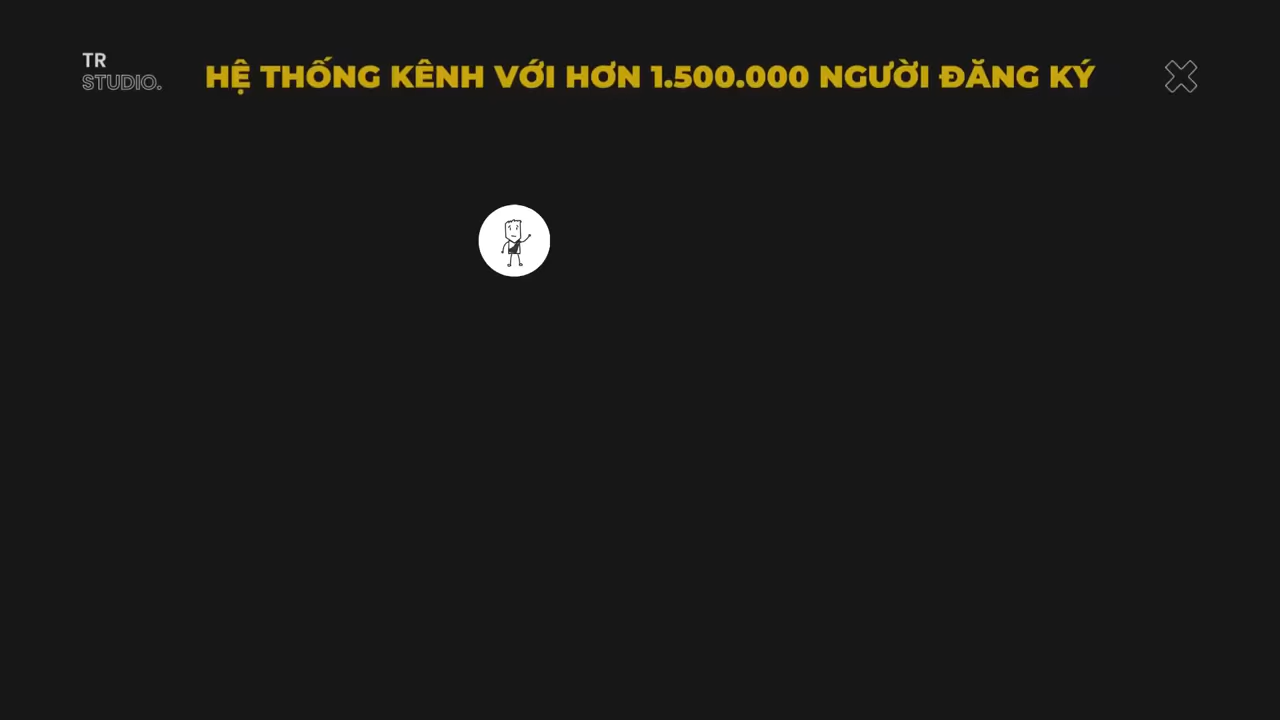 TR
STUDIO.
HỆ THỐNG KÊNH VỚI HƠN 1.500.000 NGƯỜI ĐĂNG KÝ